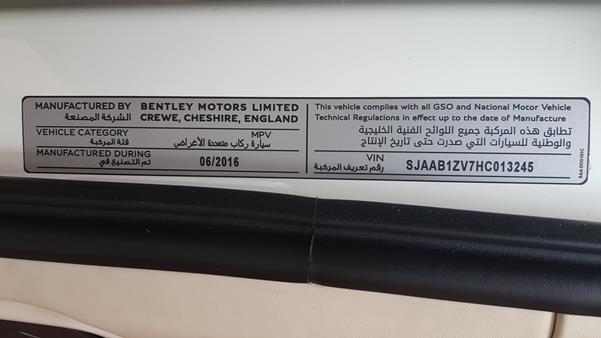 MANUFACTURED BY BENTLEY MOTORS LIMITED
الشركة المصنعة CREWE, CHESHIRE, ENGLAND
VEHICLE CATEGORY MPV
فئة المركبة سيارة ركاب متعددة الأغراض
MANUFACTURED DURING 06/2016
تم التصنيع في
This vehicle complies with all GSO and National Motor Vehicle
Technical Regulations in effect up to the date of Manufacture
تطابق هذه المركبة جميع اللوائح الفنية الخليجية
والوطنية للسيارات التي صدرت حتى تاريخ الإنتاج
VIN SJAAB1ZV7HC013245
رقم تعريف المركبة